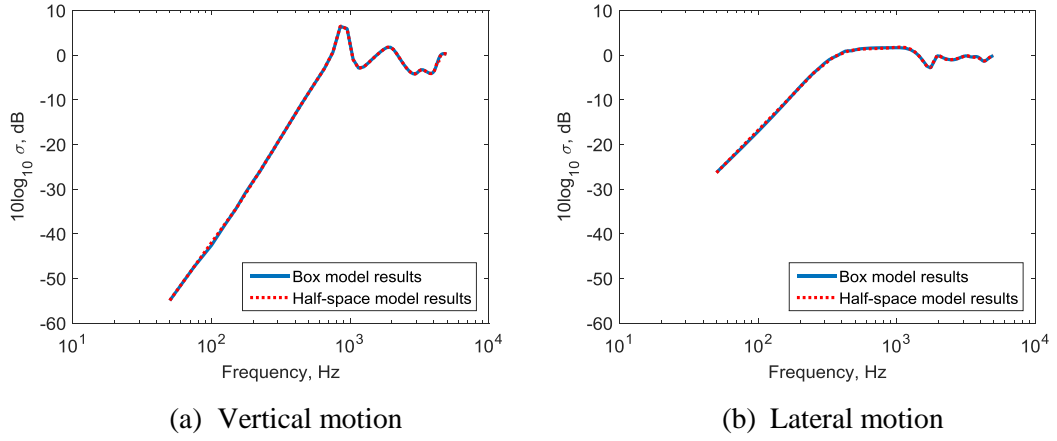 10
0
-10
-20
-30
-40
-50
-60
10^1
10^2
10^3
10^4
10log_10 σ, dB
Frequency, Hz
Box model results
Half-space model results
(a) Vertical motion
10
0
-10
-20
-30
-40
-50
-60
10^1
10^2
10^3
10^4
10log_10 σ, dB
Frequency, Hz
Box model results
Half-space model results
(b) Lateral motion